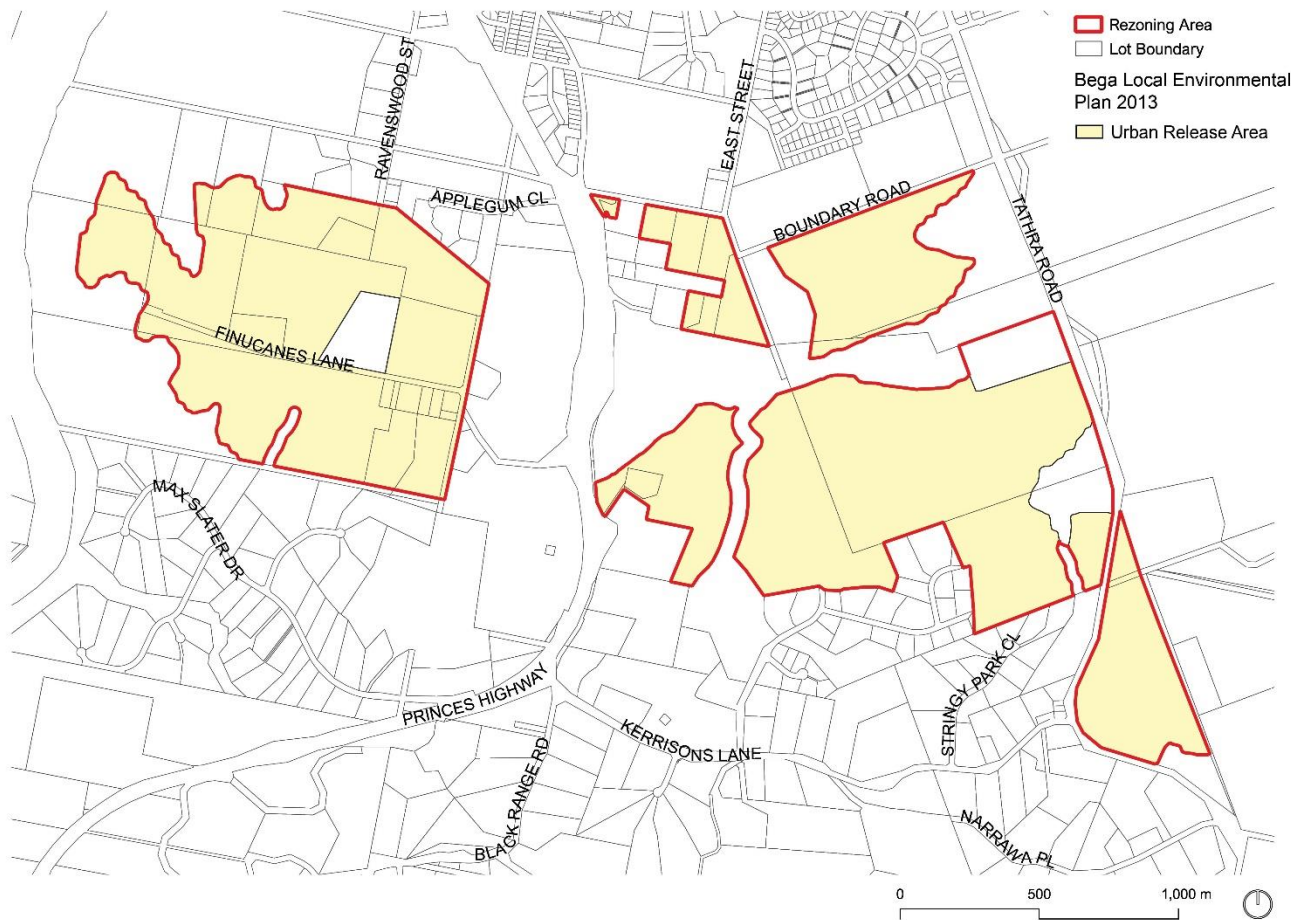 Rezoning Area
Lot Boundary
Bega Local Environmental
Plan 2013
Urban Release Area
RAVENSWOOD ST
EAST STREET
APPLEGUM CL
BOUNDARY ROAD
TATHRA ROAD
FINUCANES LANE
MAX SLATER DR
PRINCES HIGHWAY
KERRISONS LANE
STRINGY PARK CL
BLACK RANGE RD
NARRAWA PL
0 500 1,000 m